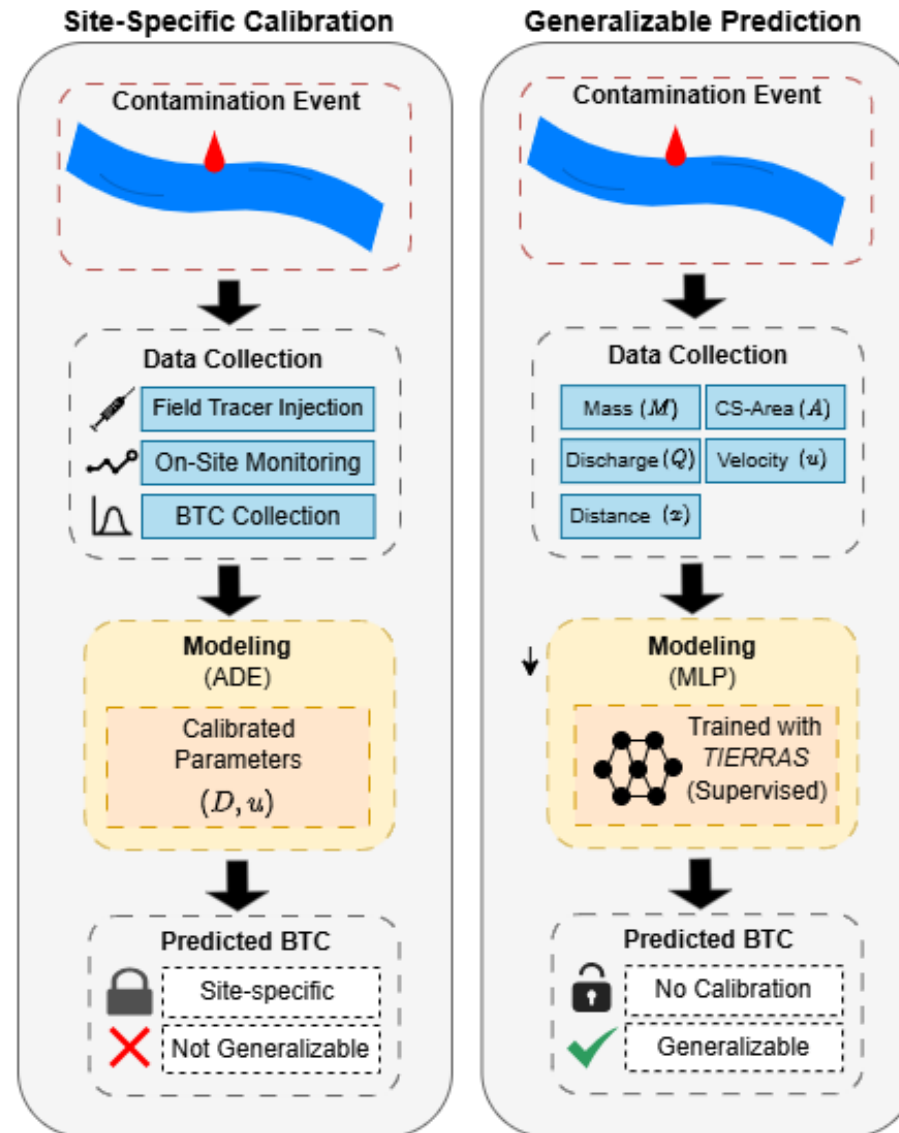 Site-Specific Calibration
Contamination Event
Data Collection
Field Tracer Injection
On-Site Monitoring
BTC Collection
Modeling
(ADE)
Calibrated
Parameters
(D, u)
Predicted BTC
Site-specific
Not Generalizable
Generalizable Prediction
Contamination Event
Data Collection
Mass (M)
CS-Area (A)
Discharge (Q)
Velocity (u)
Distance (x)
Modeling
(MLP)
Trained with
TIERRAS
(Supervised)
Predicted BTC
No Calibration
Generalizable